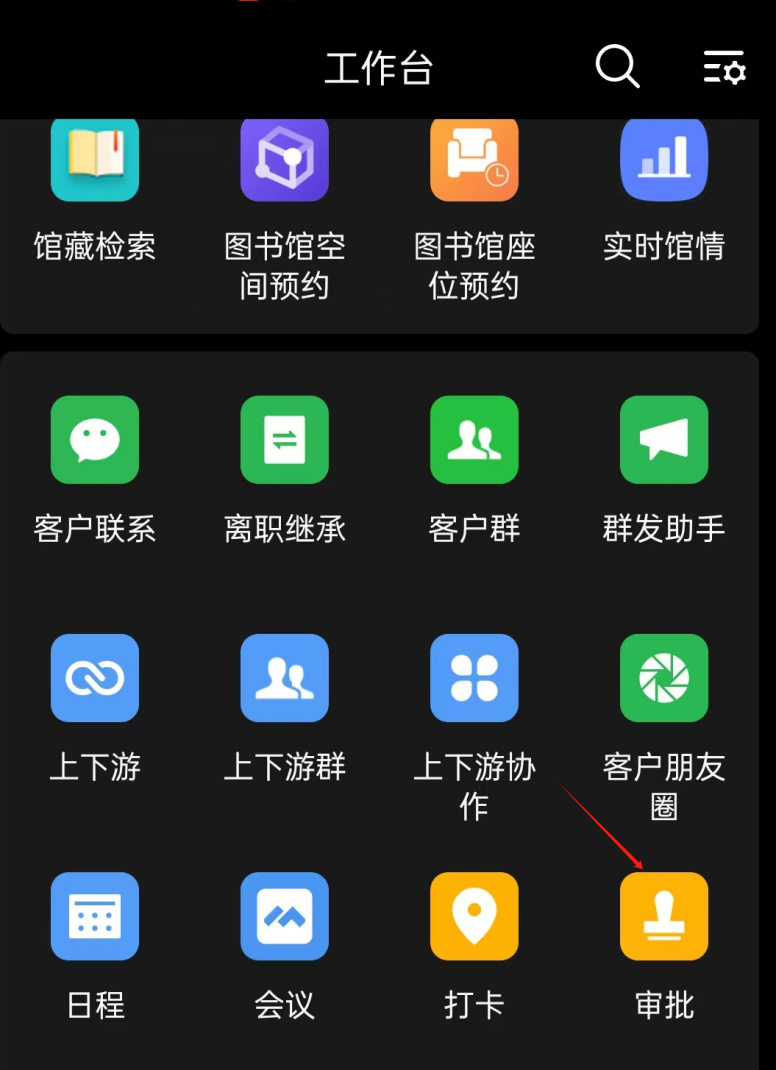 工作台
馆藏检索
图书馆空
间预约
图书馆座
位预约
实时馆情
客户联系
离职继承
客户群
群发助手
上下游
上下游群
上下游协
作
客户朋友
圈
日程
会议
打卡
审批